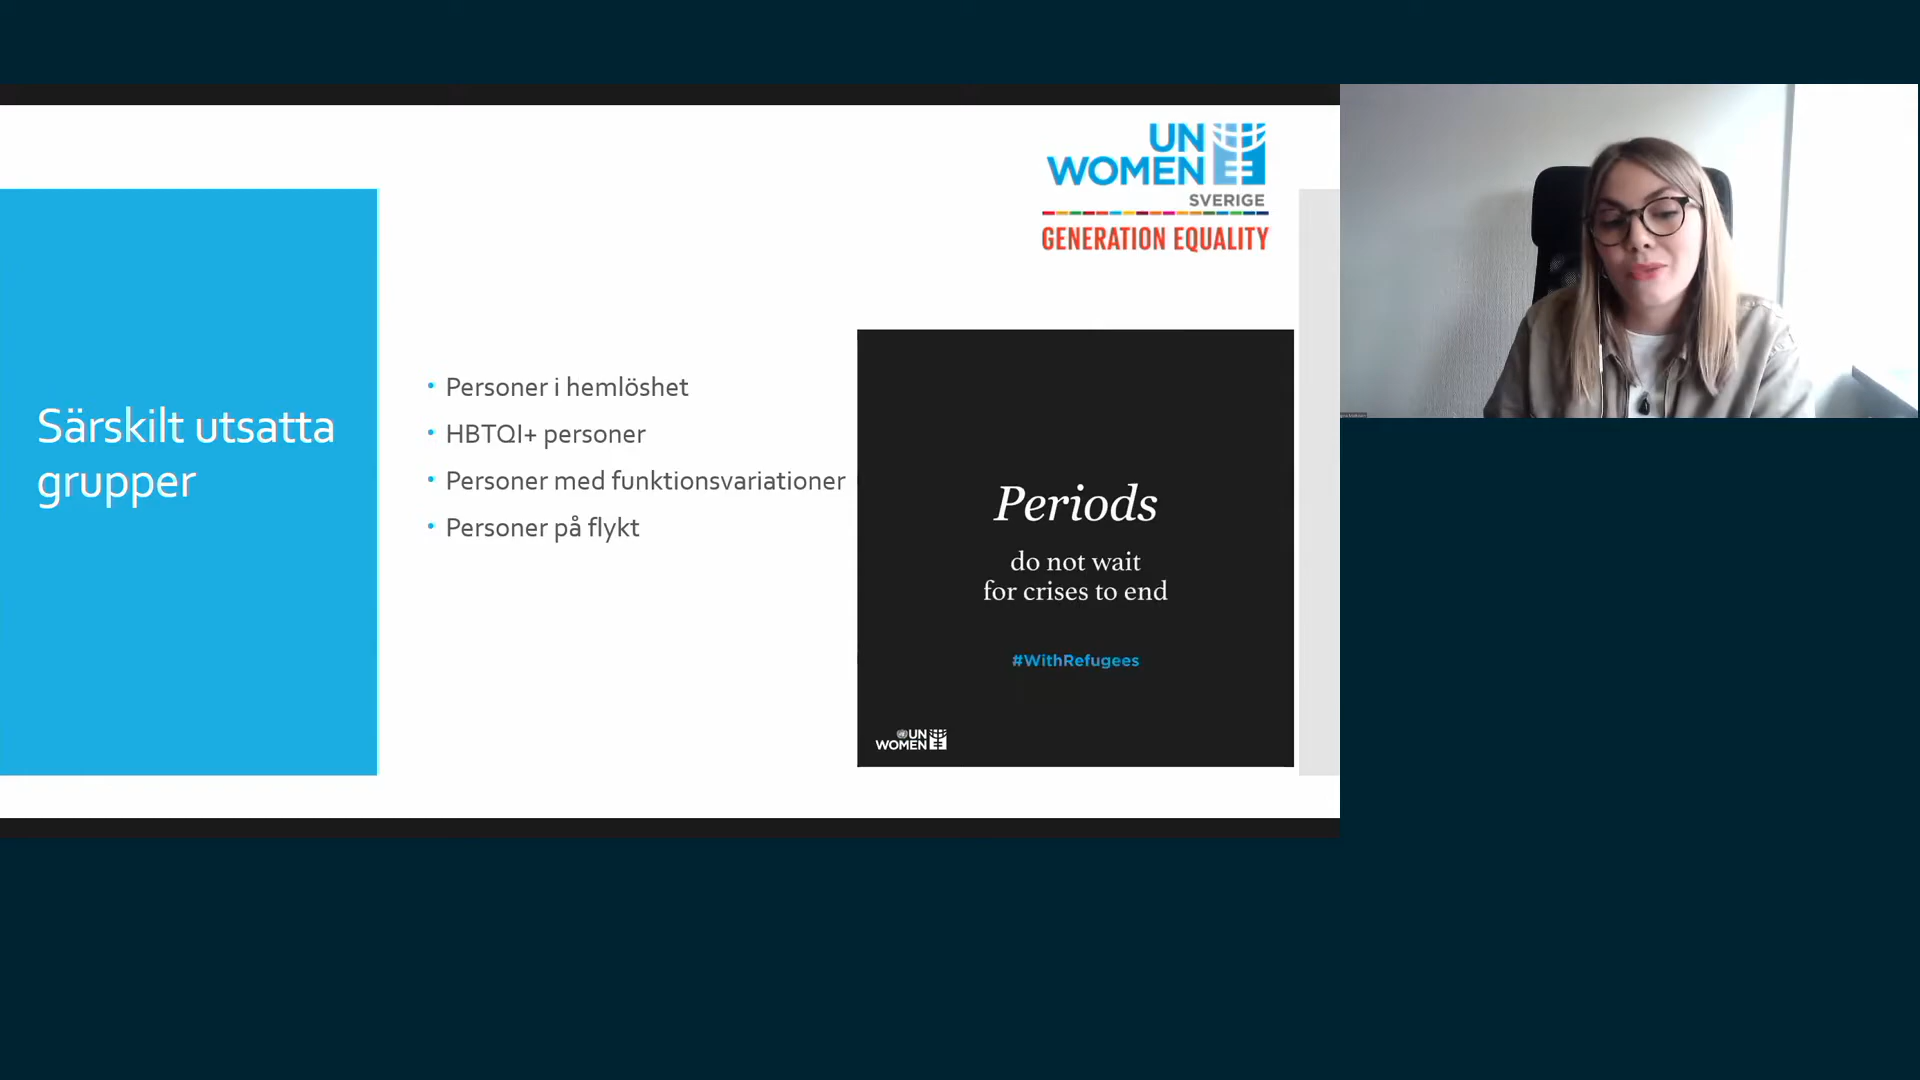 Särskilt utsatta
grupper
• Personer i hemlöshet
• HBTQI+ personer
• Personer med funktionsvariationer
• Personer på flykt
UN
WOMEN
SVERIGE
GENERATION EQUALITY
Periods
do not wait
for crises to end
#WithRefugees
UN
WOMEN